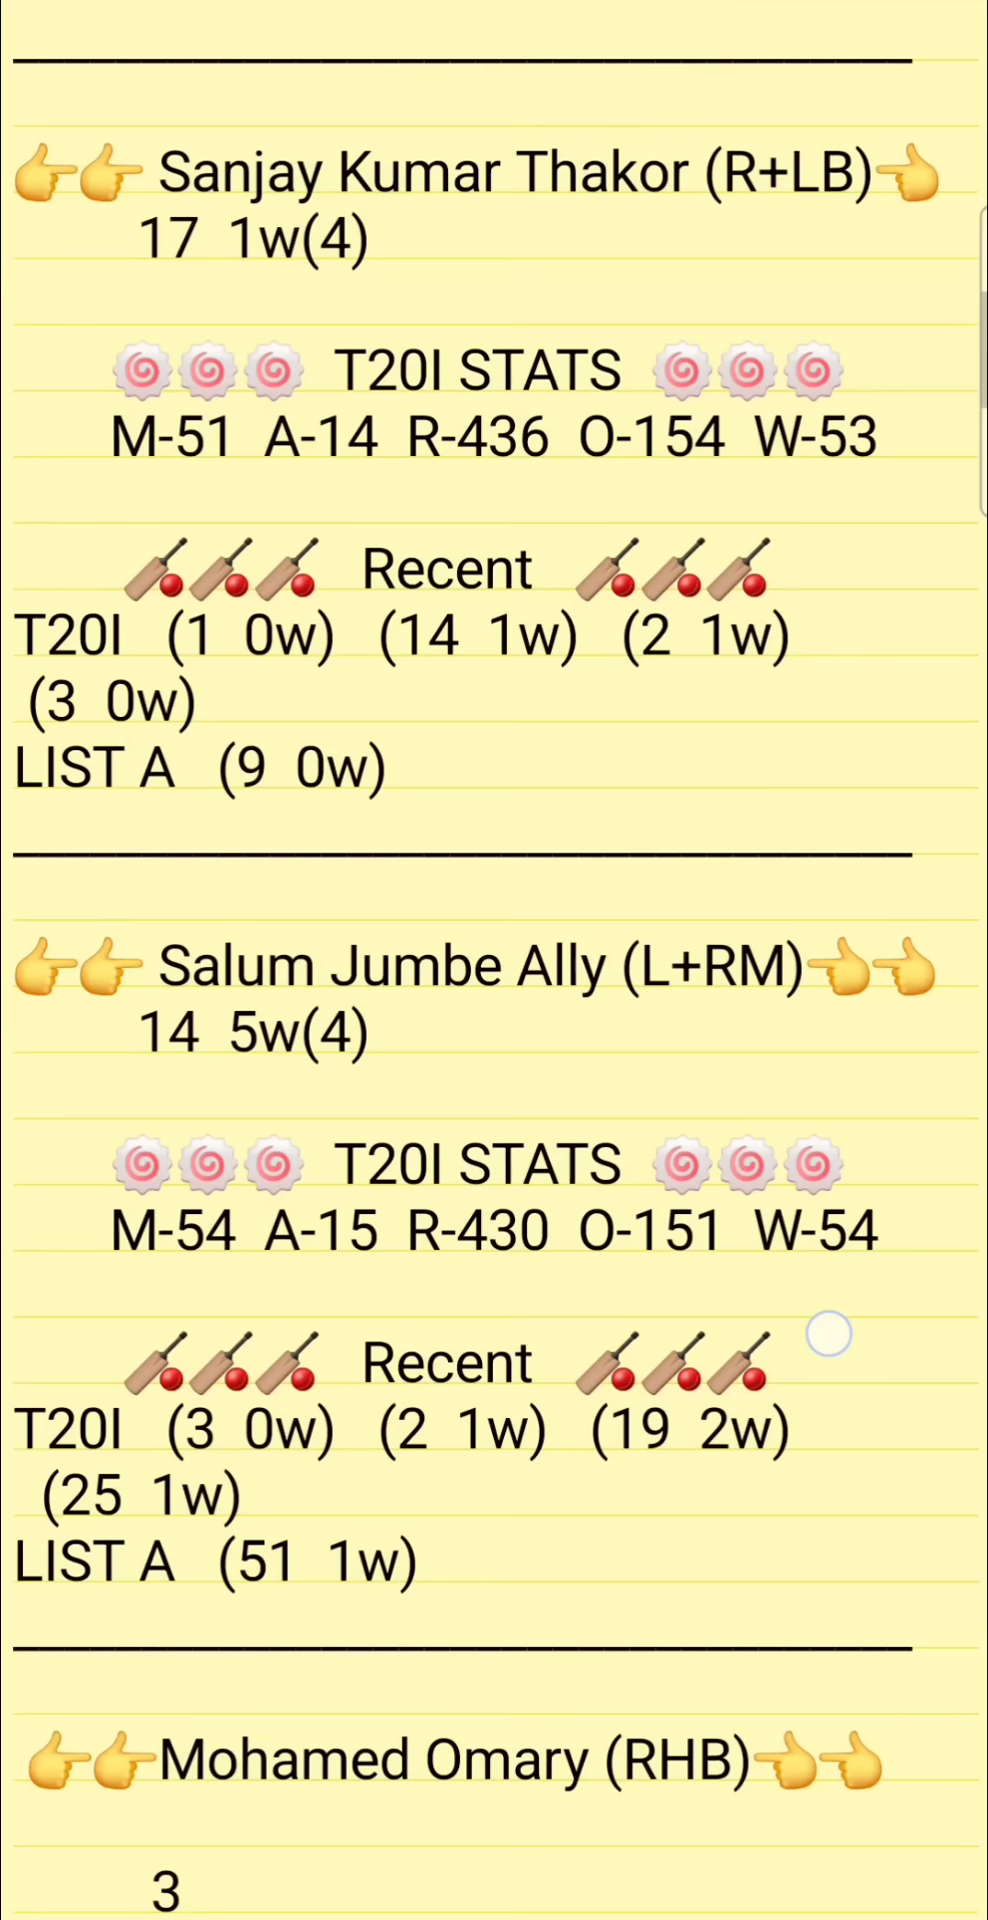 👉👉 Sanjay Kumar Thakor (R+LB)👈
17 1w(4)
🍥🍥🍥 T20I STATS 🍥🍥🍥
M-51 A-14 R-436 O-154 W-53
🏏🏏🏏 Recent 🏏🏏🏏
T20I (1 0w) (14 1w) (2 1w)
(3 0w)
LIST A (9 0w)
👉👉 Salum Jumbe Ally (L+RM)👈👈
14 5w(4)
🍥🍥🍥 T20I STATS 🍥🍥🍥
M-54 A-15 R-430 O-151 W-54
🏏🏏🏏 Recent 🏏🏏🏏
T20I (3 0w) (2 1w) (19 2w)
(25 1w)
LIST A (51 1w)
👉👉Mohamed Omary (RHB)👈👈
3